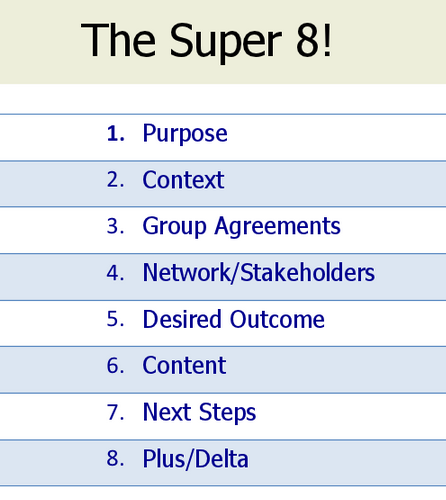 The Super 8!
1. Purpose
2. Context
3. Group Agreements
4. Network/Stakeholders
5. Desired Outcome
6. Content
7. Next Steps
8. Plus/Delta